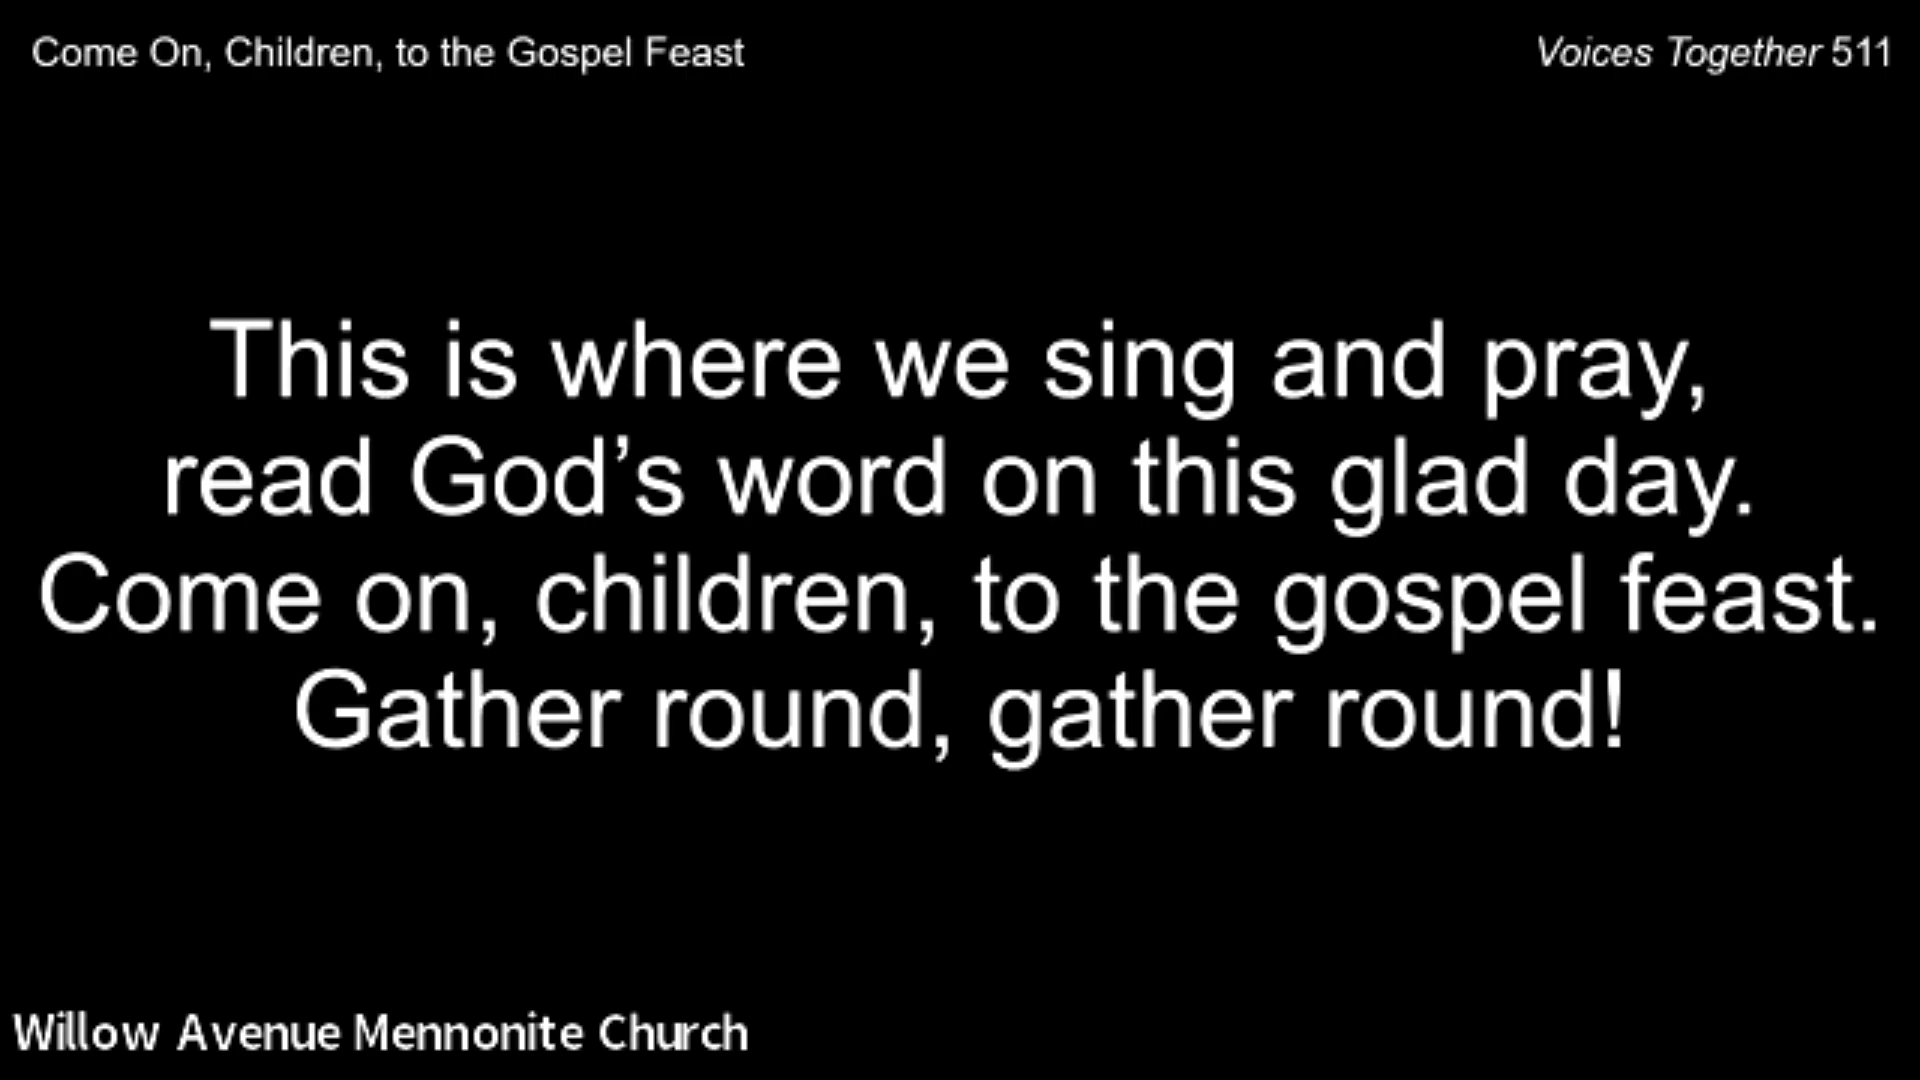 Come On, Children, to the Gospel Feast
Voices Together 511
This is where we sing and pray,
read God’s word on this glad day.
Come on, children, to the gospel feast.
Gather round, gather round!
Willow Avenue Mennonite Church